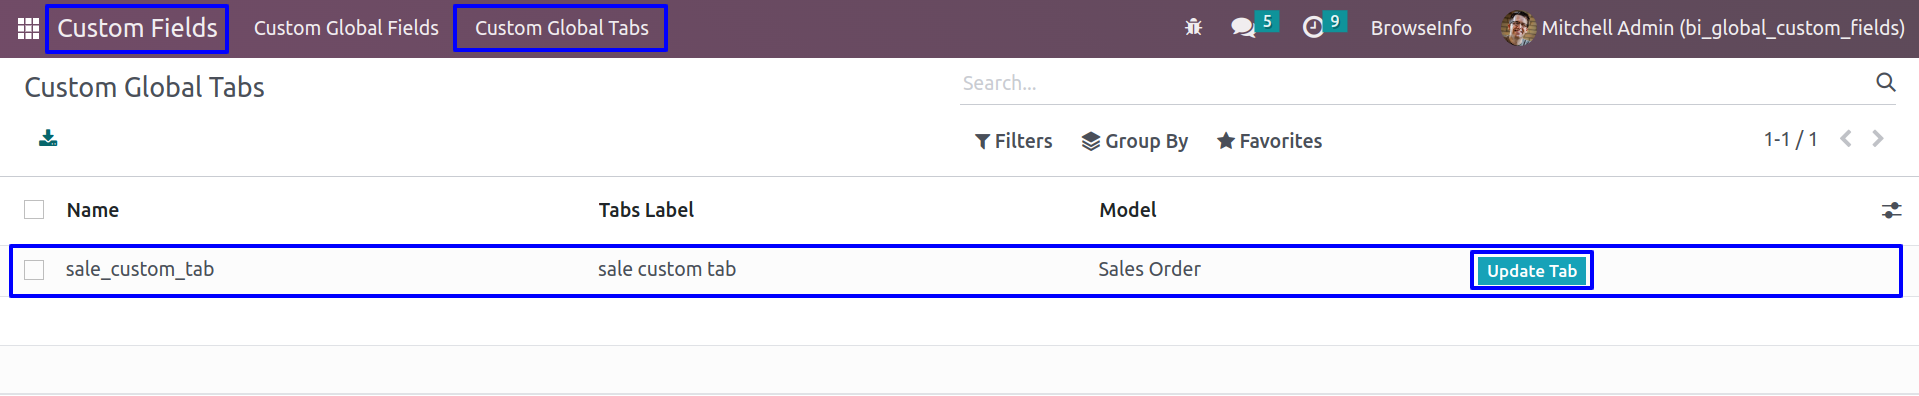 Custom Fields Custom Global Fields Custom Global Tabs 5 9 BrowseInfo Mitchell Admin (bi_global_custom_fields)
Custom Global Tabs Search...
Filters Group By Favorites 1-1 / 1
Name Tabs Label Model
sale_custom_tab sale custom tab Sales Order Update Tab